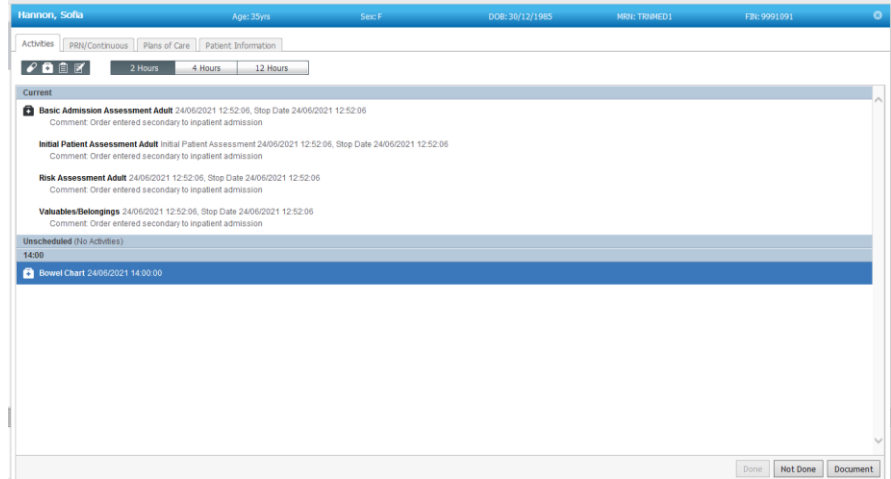 Hannon, Sofia Age: 35yrs Sex: F DOB: 30/12/1985 MRN: TRNMED1 FIN: 9991091
Activities PRN/Continuous Plans of Care Patient Information
2 Hours 4 Hours 12 Hours
Current
Basic Admission Assessment Adult 24/06/2021 12:52:06, Stop Date 24/06/2021 12:52:06
Comment: Order entered secondary to inpatient admission
Initial Patient Assessment Adult Initial Patient Assessment 24/06/2021 12:52:06, Stop Date 24/06/2021 12:52:06
Comment: Order entered secondary to inpatient admission
Risk Assessment Adult 24/06/2021 12:52:06, Stop Date 24/06/2021 12:52:06
Comment: Order entered secondary to inpatient admission
Valuables/Belongings 24/06/2021 12:52:06, Stop Date 24/06/2021 12:52:06
Comment: Order entered secondary to inpatient admission
Unscheduled (No Activities)
14:00
Bowel Chart 24/06/2021 14:00:00
Done Not Done Document